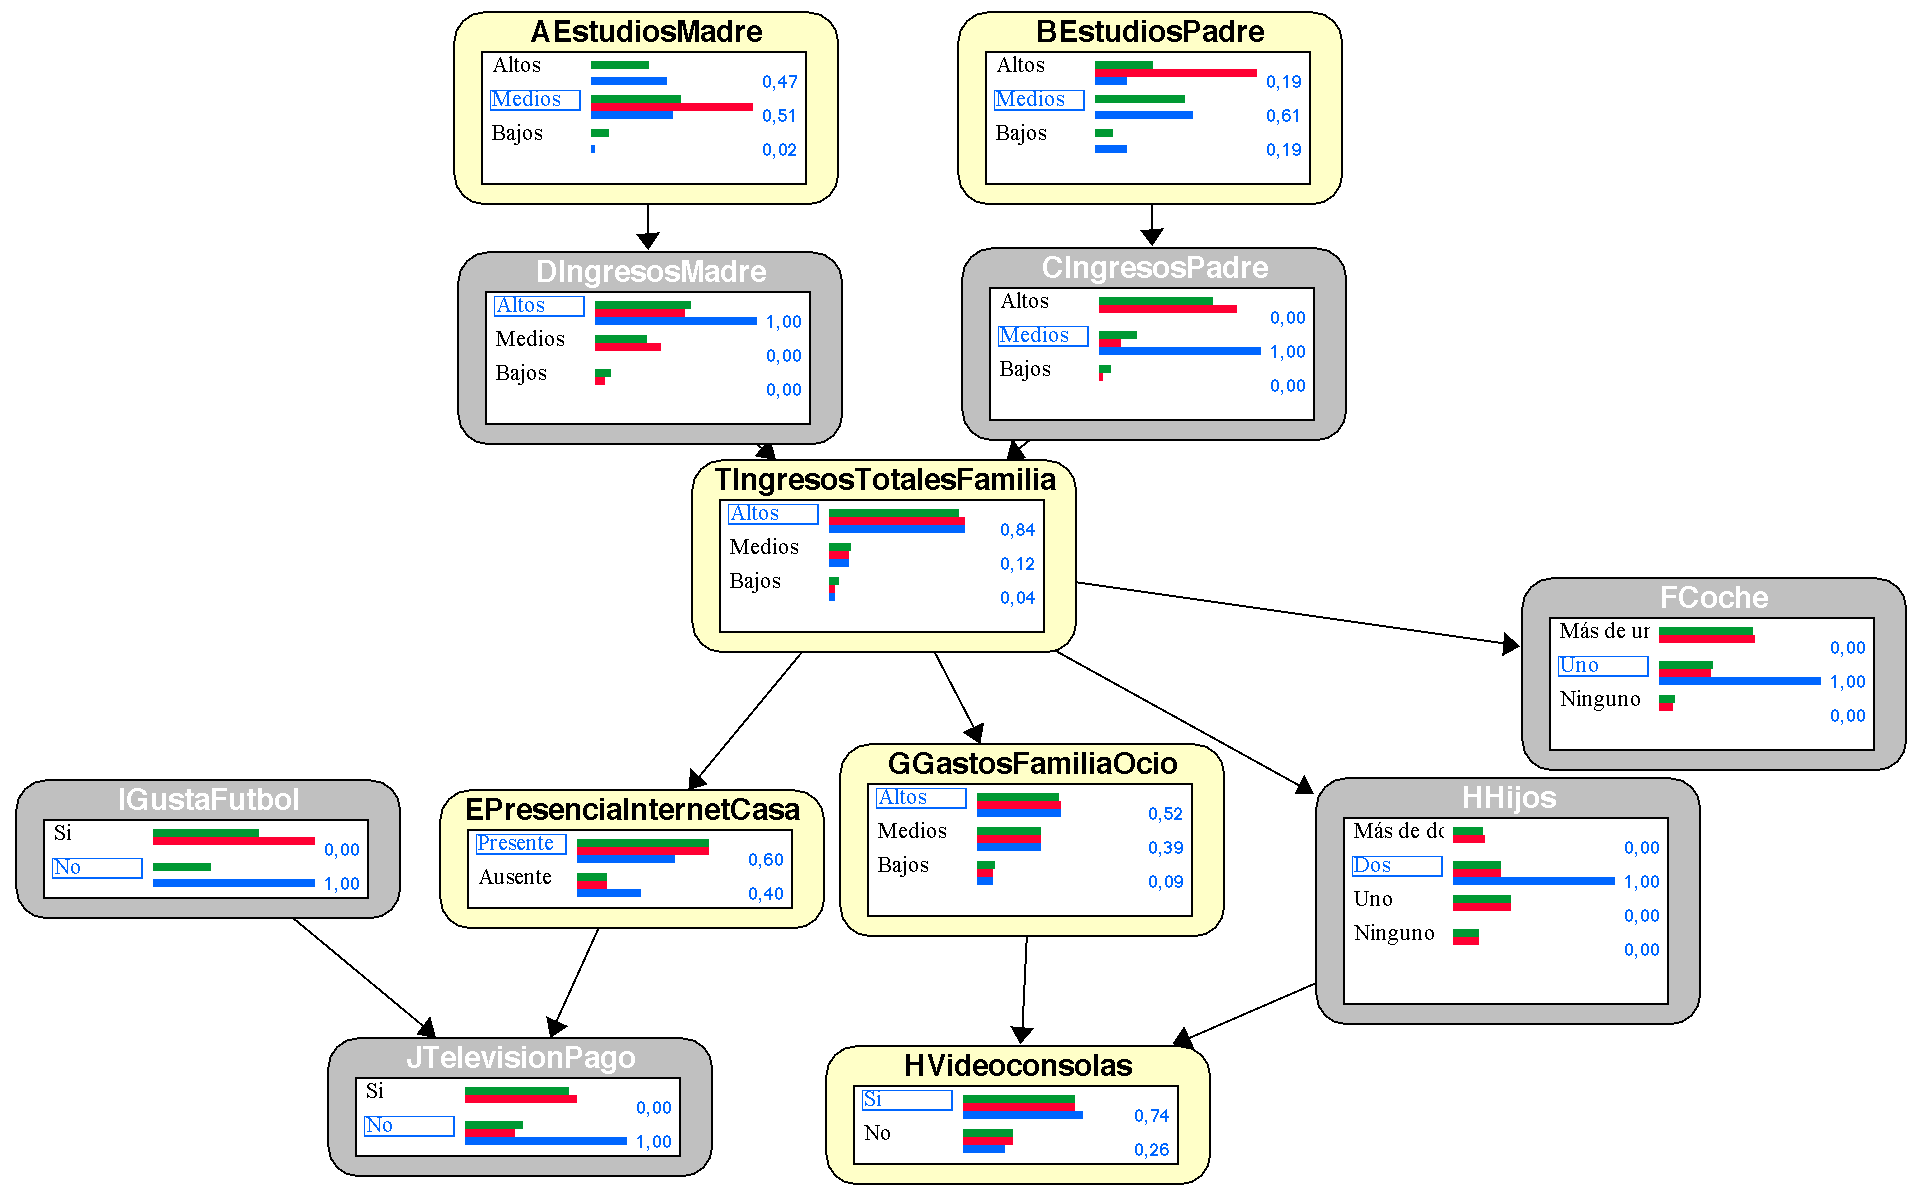 AEstudiosMadre
Altos
0,47
Medios
0,51
Bajos
0,02
BEstudiosPadre
Altos
0,19
Medios
0,61
Bajos
0,19
DIngresosMadre
Altos
1,00
Medios
0,00
Bajos
0,00
CIngresosPadre
Altos
0,00
Medios
1,00
Bajos
0,00
TIngresosTotalesFamilia
Altos
0,84
Medios
0,12
Bajos
0,04
FCoche
Más de ur
0,00
Uno
1,00
Ninguno
0,00
IGustaFutbol
Si
0,00
No
1,00
EPresenciaInternetCasa
Presente
0,60
Ausente
0,40
GGastosFamiliaOcio
Altos
0,52
Medios
0,39
Bajos
0,09
HHijos
Más de do
0,00
Dos
1,00
Uno
0,00
Ninguno
0,00
JTelevisionPago
Si
0,00
No
1,00
HVideoconsolas
Si
0,74
No
0,26